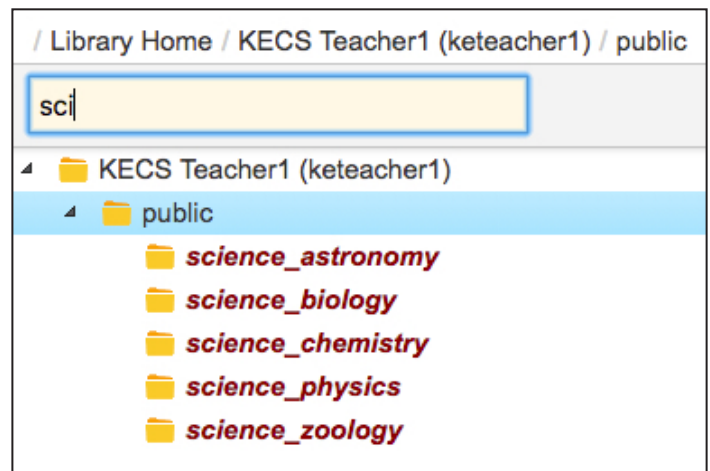 / Library Home / KECS Teacher1 (keteacher1) / public
sci
KECS Teacher1 (keteacher1)
public
science_astronomy
science_biology
science_chemistry
science_physics
science_zoology